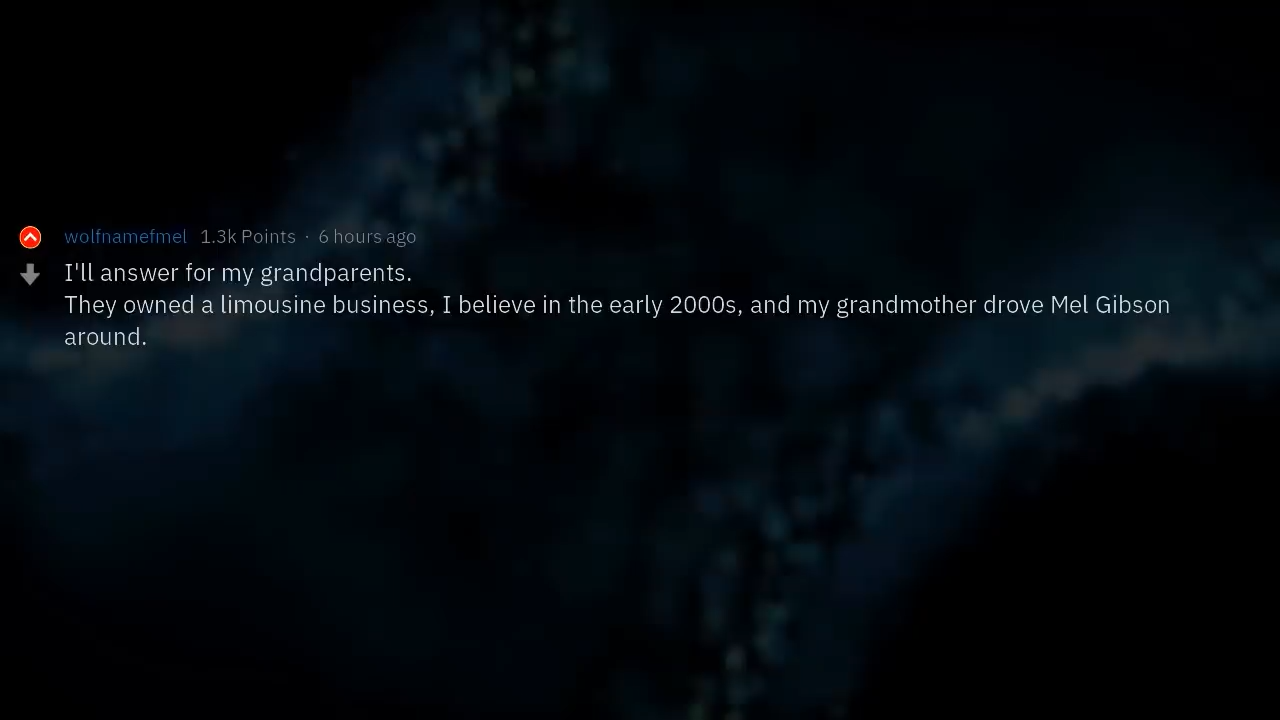 wolfnamefmel 1.3k Points · 6 hours ago
I'll answer for my grandparents.
They owned a limousine business, I believe in the early 2000s, and my grandmother drove Mel Gibson
around.